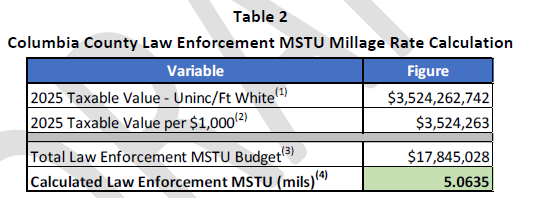 Table 2
Columbia County Law Enforcement MSTU Millage Rate Calculation
Variable Figure
2025 Taxable Value - Uninc/Ft White(1) $3,524,262,742
2025 Taxable Value per $1,000(2) $3,524,263
Total Law Enforcement MSTU Budget(3) $17,845,028
Calculated Law Enforcement MSTU (mils)(4) 5.0635